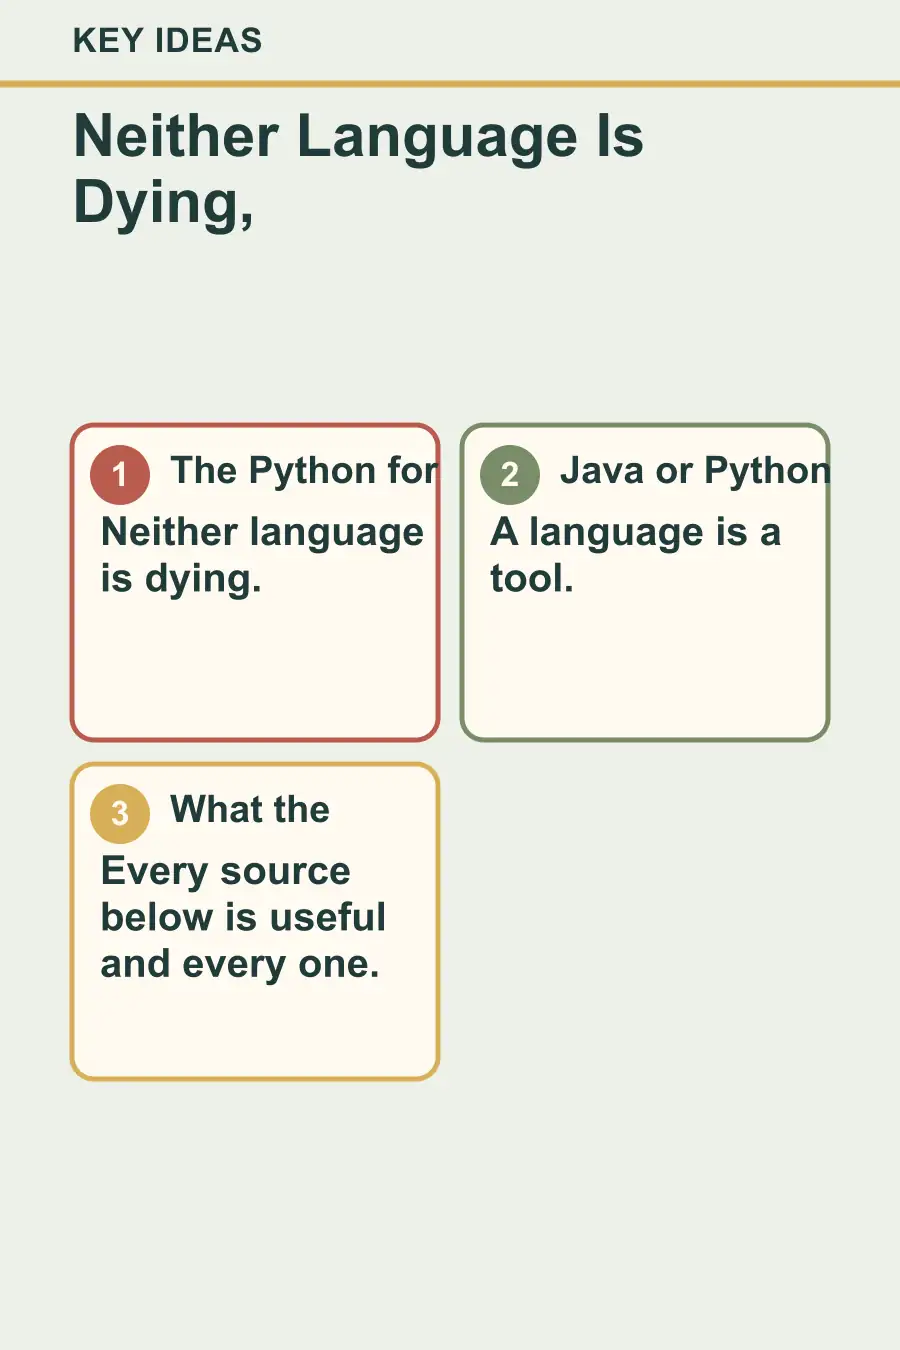 KEY IDEAS
Neither Language Is
Dying,
1 The Python for
Neither language
is dying.
2 Java or Python
A language is a
tool.
3 What the
Every source
below is useful
and every one.